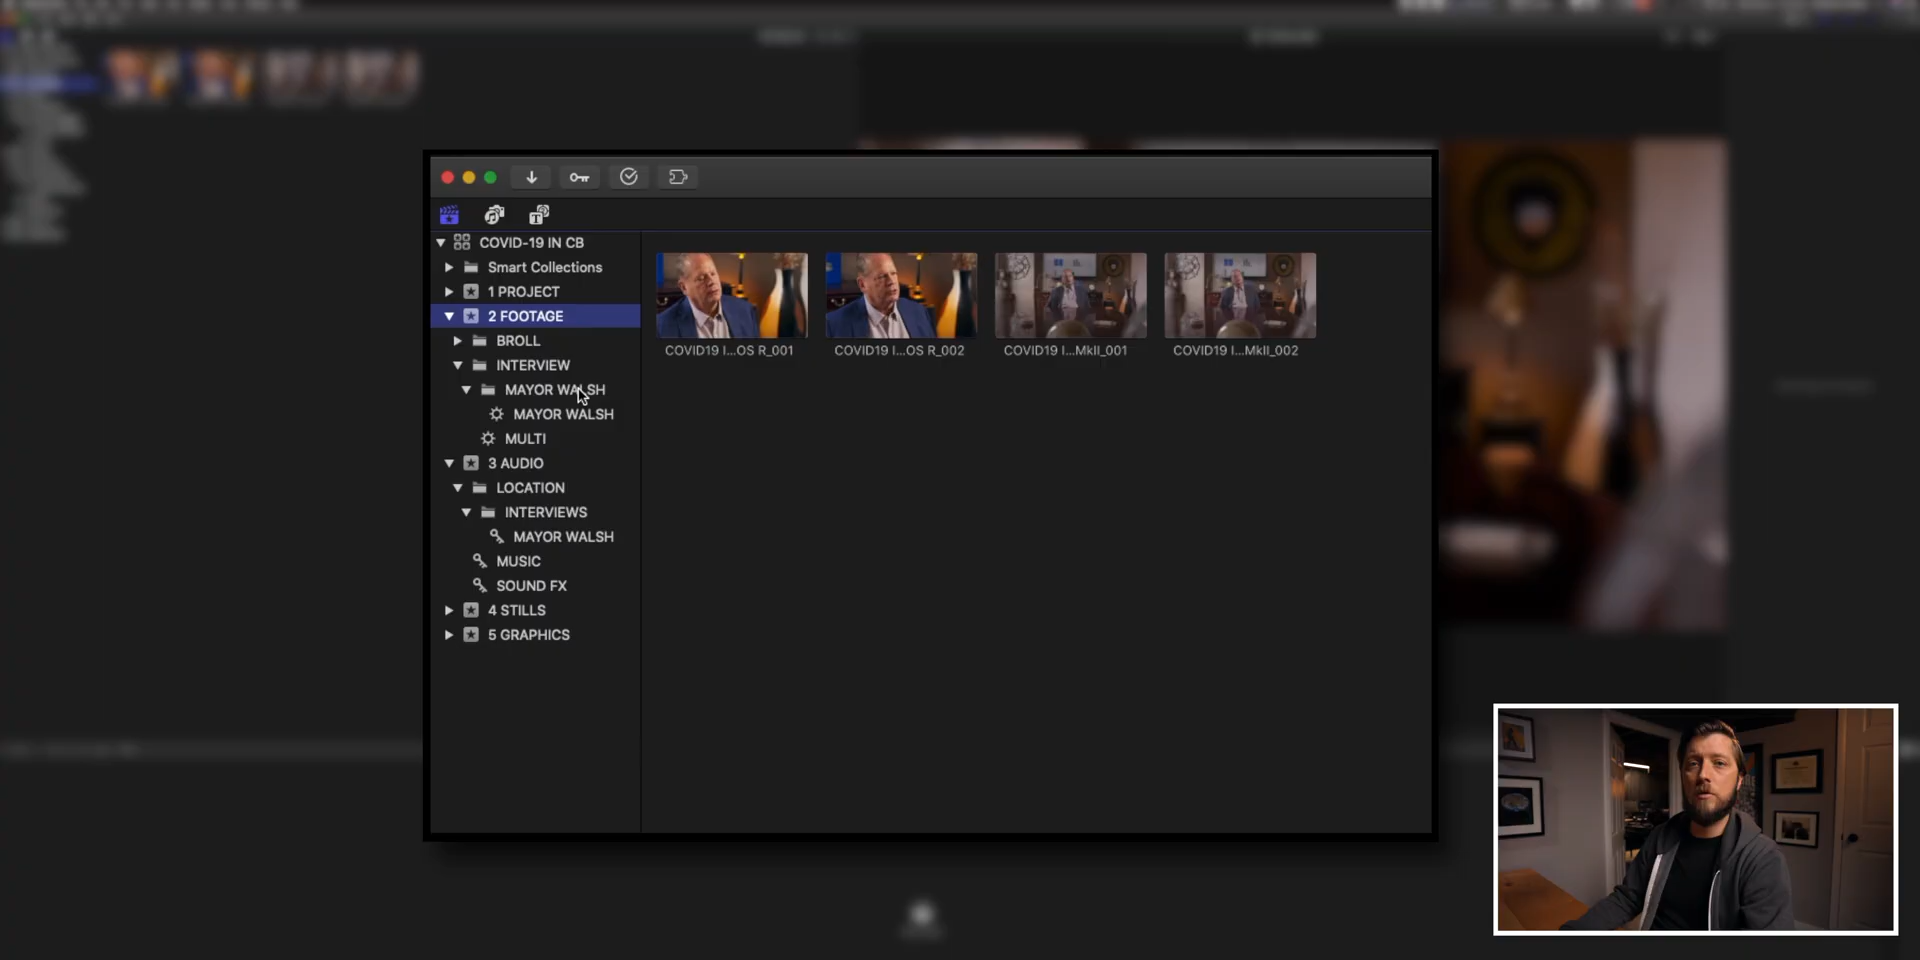 COVID-19 IN CB
Smart Collections
1 PROJECT
2 FOOTAGE
BROLL
INTERVIEW
MAYOR WALSH
MAYOR WALSH
MULTI
3 AUDIO
LOCATION
INTERVIEWS
MAYOR WALSH
MUSIC
SOUND FX
4 STILLS
5 GRAPHICS
COVID19 I...OS R_001
COVID19 I...OS R_002
COVID19 I...MkII_001
COVID19 I...MkII_002